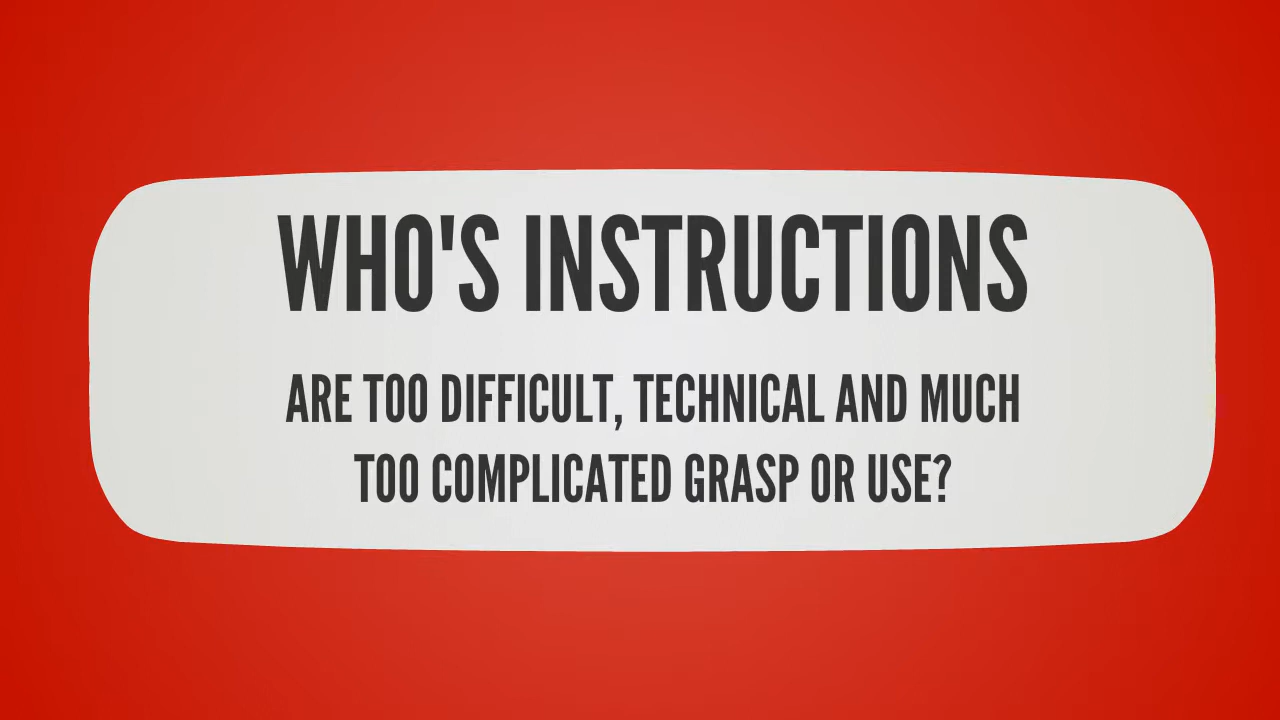 WHO'S INSTRUCTIONS
ARE TOO DIFFICULT, TECHNICAL AND MUCH
TOO COMPLICATED GRASP OR USE?